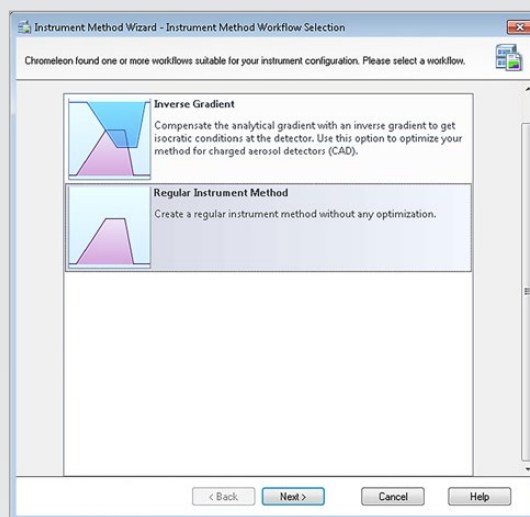 Instrument Method Wizard - Instrument Method Workflow Selection
Chromeleon found one or more workflows suitable for your instrument configuration. Please select a workflow.
Inverse Gradient
Compensate the analytical gradient with an inverse gradient to get
isocratic conditions at the detector. Use this option to optimize your
method for charged aerosol detectors (CAD).
Regular Instrument Method
Create a regular instrument method without any optimization.
< Back Next > Cancel Help